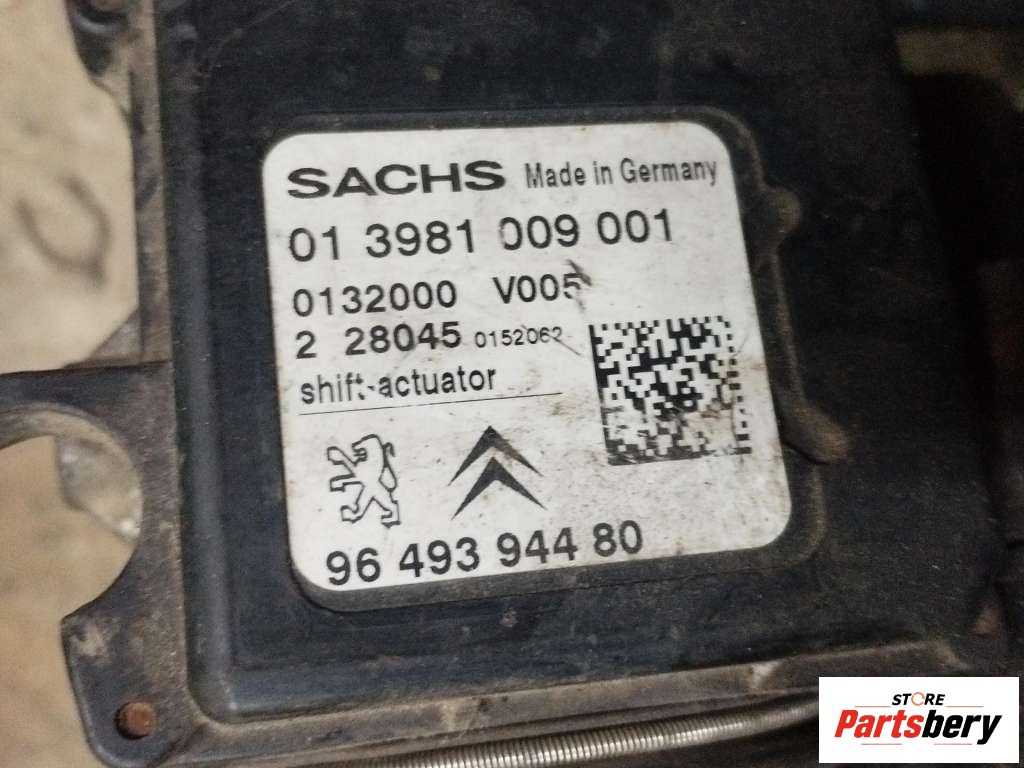 SACHS Made in Germany
01 3981 009 001
0132000 V005
2 28045 0152062
shift-actuator
96 493 944 80
STORE
Partsbery